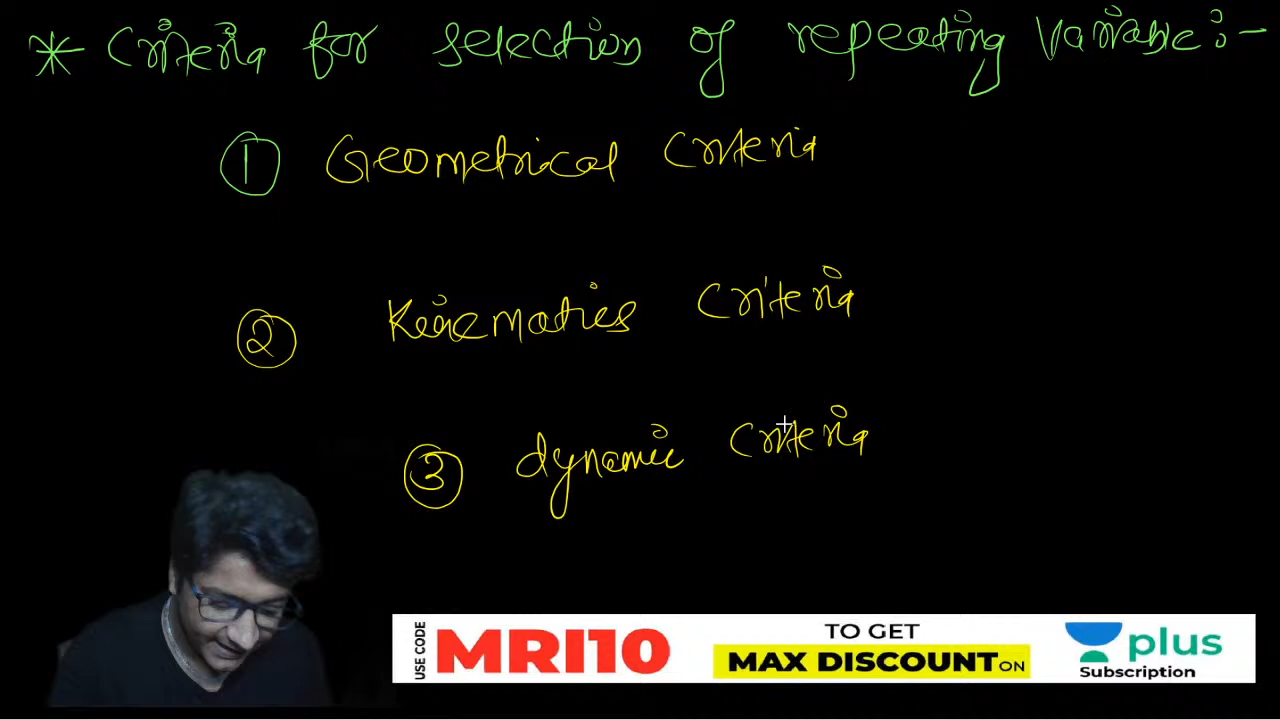 * Criteria for selection of repeating Variable :-
① Geometrical Criteria
② Kinematics Criteria
③ dynamic Criteria
USE CODE
MRI10
TO GET
MAX DISCOUNT ON
plus
Subscription